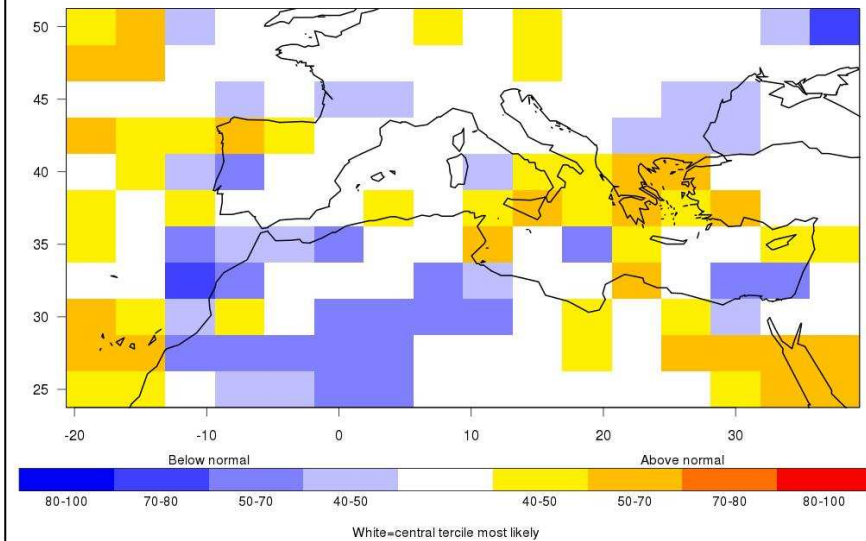 50
45
40
35
30
25
-20 -10 0 10 20 30
Below normal Above normal
80-100 70-80 50-70 40-50 40-50 50-70 70-80 80-100
White=central tercile most likely